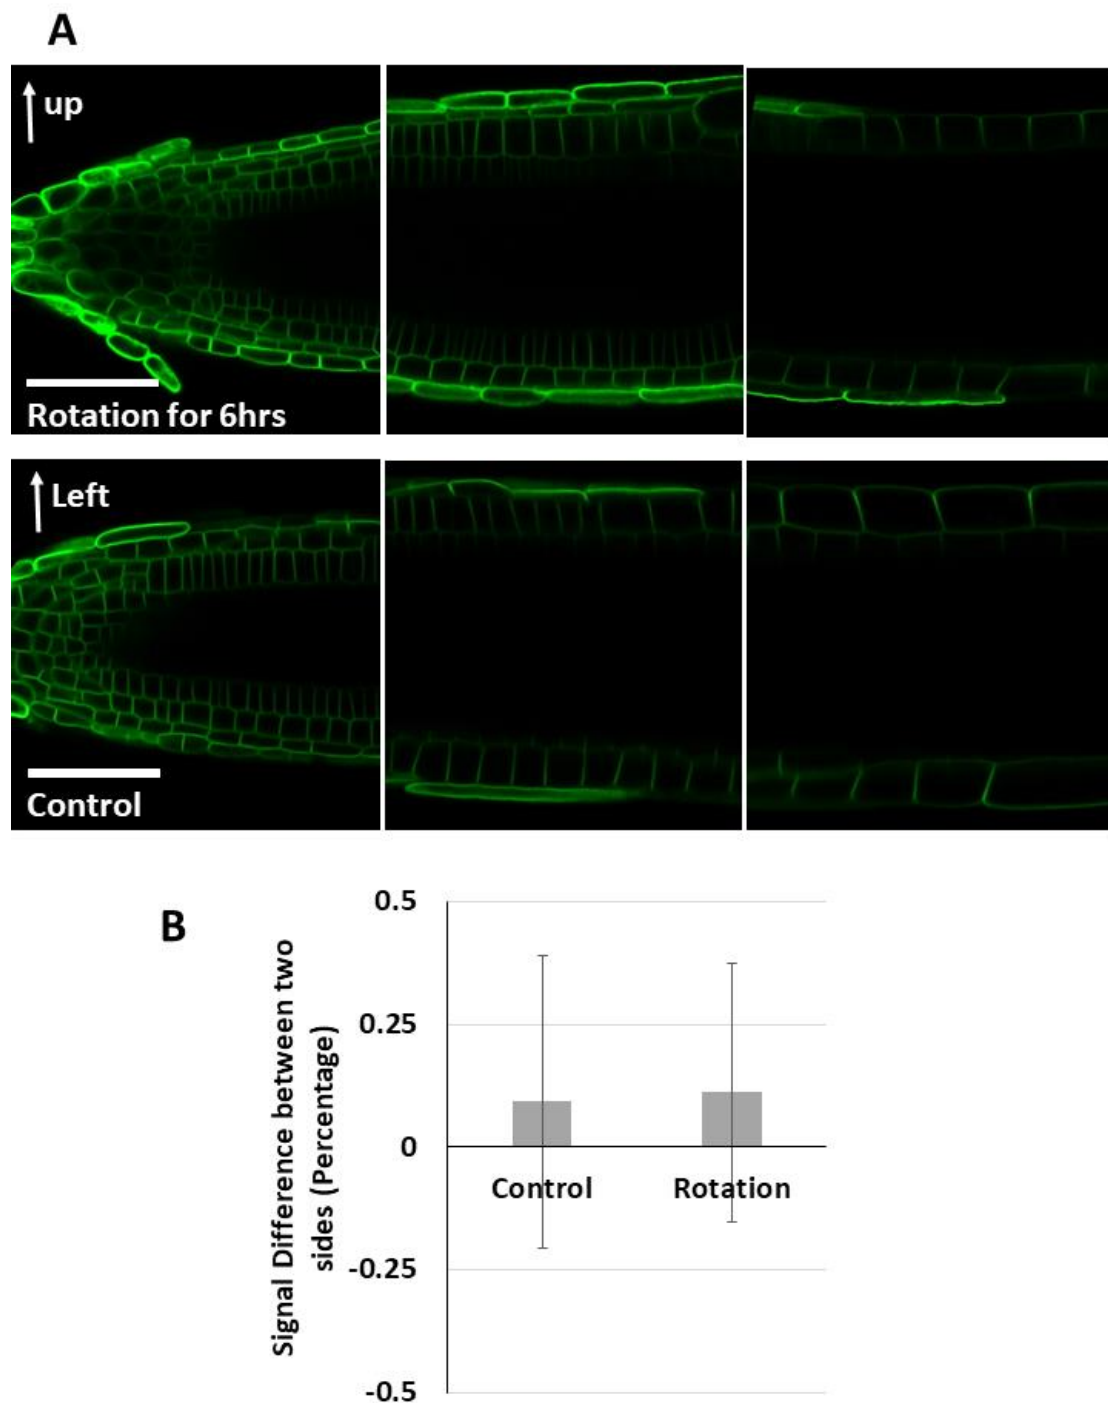 A
up
Rotation for 6hrs
Left
Control
B
Signal Difference between two
sides (Percentage)
0.5
0.25
0
-0.25
-0.5
Control
Rotation